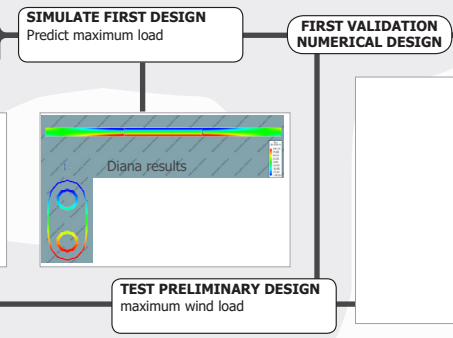 SIMULATE FIRST DESIGN
Predict maximum load
FIRST VALIDATION
NUMERICAL DESIGN
Diana results
TEST PRELIMINARY DESIGN
maximum wind load